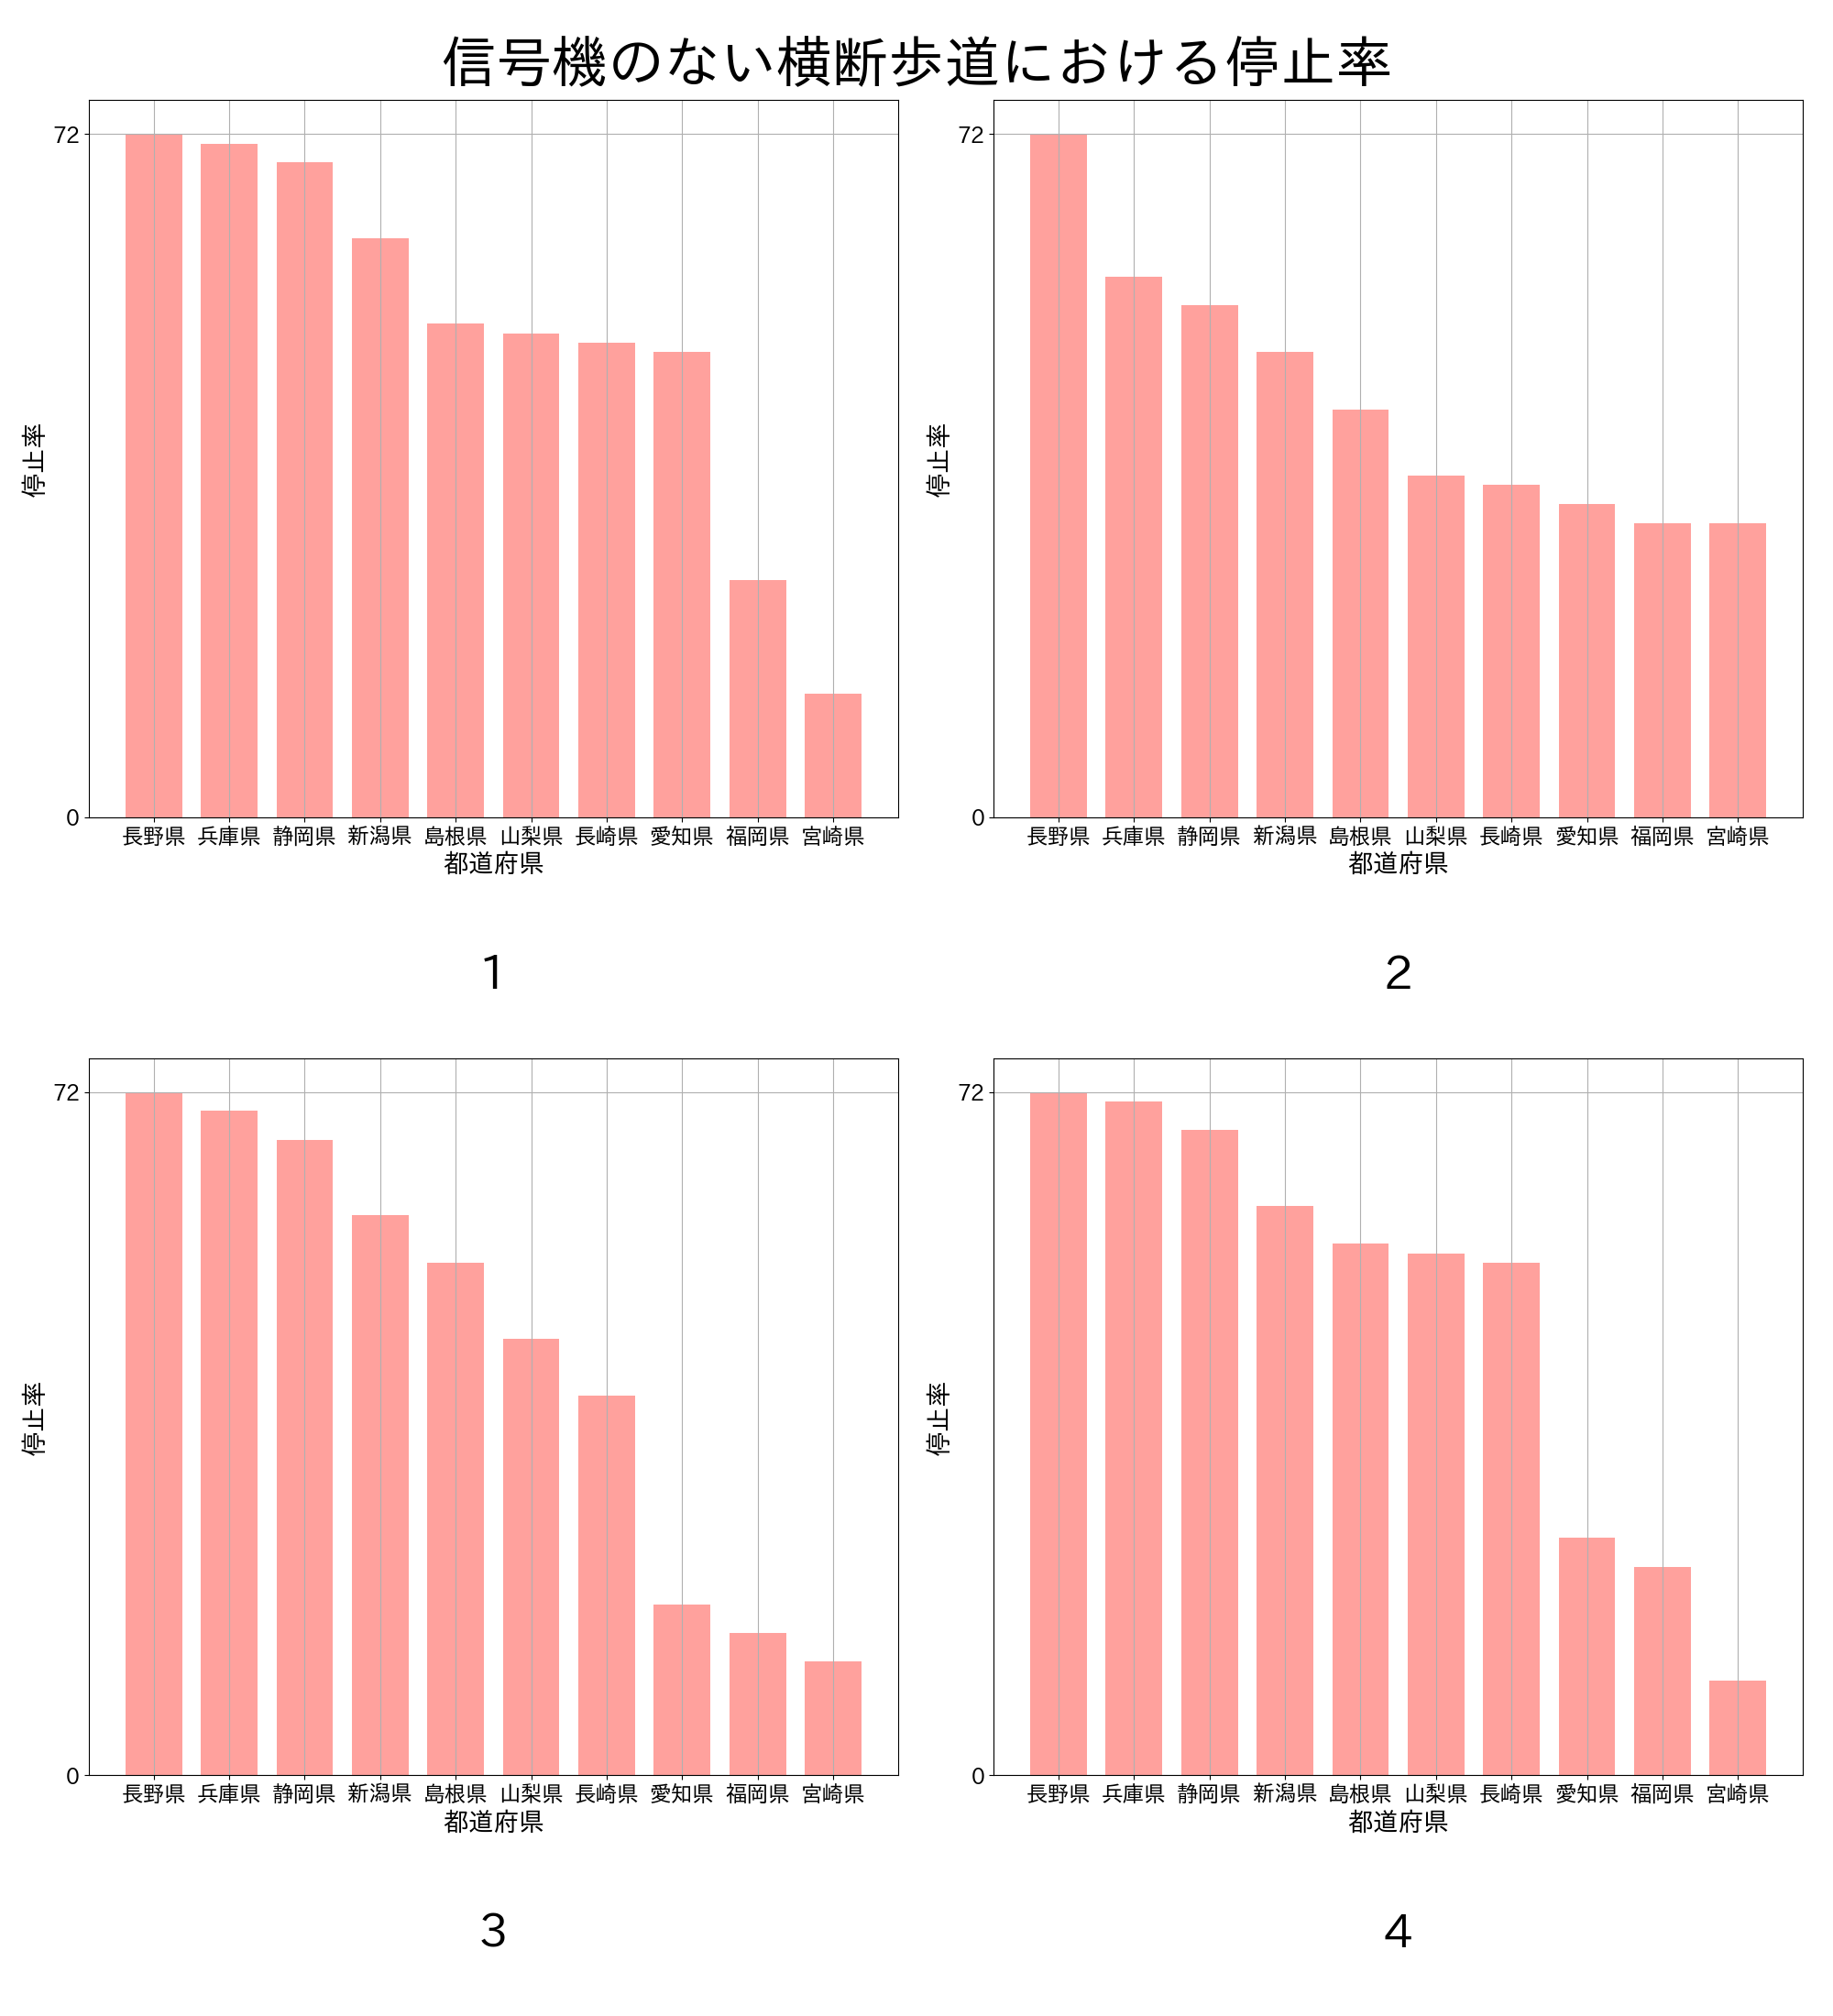 信号機のない横断歩道における停止率
72
0
停止率
長野県 兵庫県 静岡県 新潟県 島根県 山梨県 長崎県 愛知県 福岡県 宮崎県
都道府県
1
72
0
停止率
長野県 兵庫県 静岡県 新潟県 島根県 山梨県 長崎県 愛知県 福岡県 宮崎県
都道府県
2
72
0
停止率
長野県 兵庫県 静岡県 新潟県 島根県 山梨県 長崎県 愛知県 福岡県 宮崎県
都道府県
3
72
0
停止率
長野県 兵庫県 静岡県 新潟県 島根県 山梨県 長崎県 愛知県 福岡県 宮崎県
都道府県
4